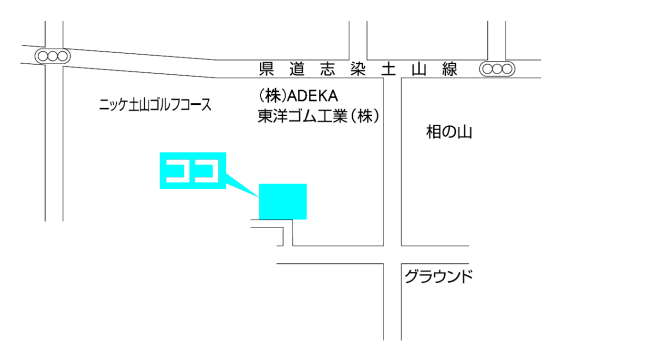 県道志染土山線
ニッケ土山ゴルフコース
(株)ADEKA
東洋ゴム工業(株)
相の山
ココ
グラウンド